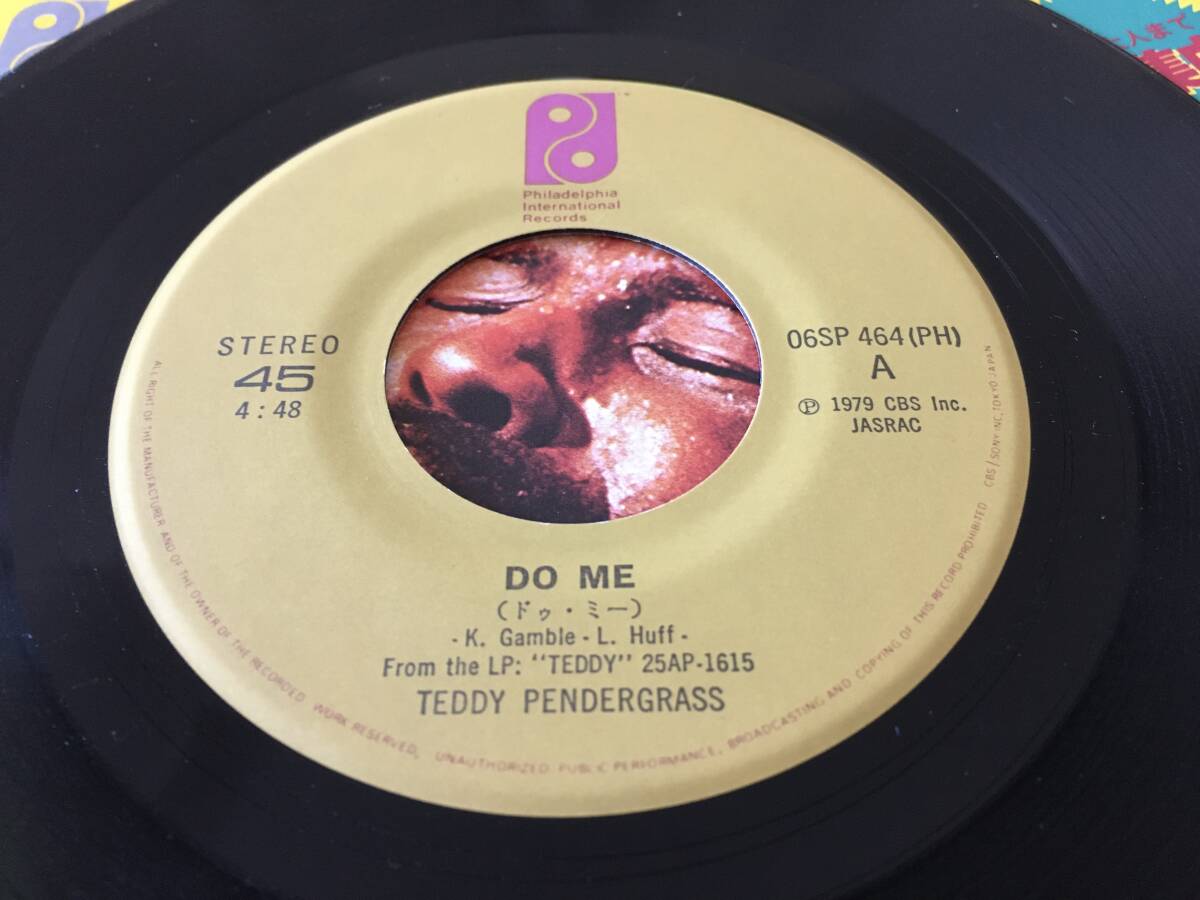 Philadelphia
International
Records
STEREO
45
4:48
06SP 464(PH)
A
Ⓟ 1979 CBS Inc.
JASRAC
DO ME
(ドゥ・ミー)
- K. Gamble - L. Huff -
From the LP: "TEDDY" 25AP-1615
TEDDY PENDERGRASS
ALL RIGHT OF THE MANUFACTURER AND OF THE OWNER OF THE RECORDED WORK RESERVED, UNAUTHORIZED PUBLIC PERFORMANCE, BROADCASTING AND COPYING OF THIS RECORD PROHIBITED CBS/SONY INC, TOKYO JAPAN
人まで